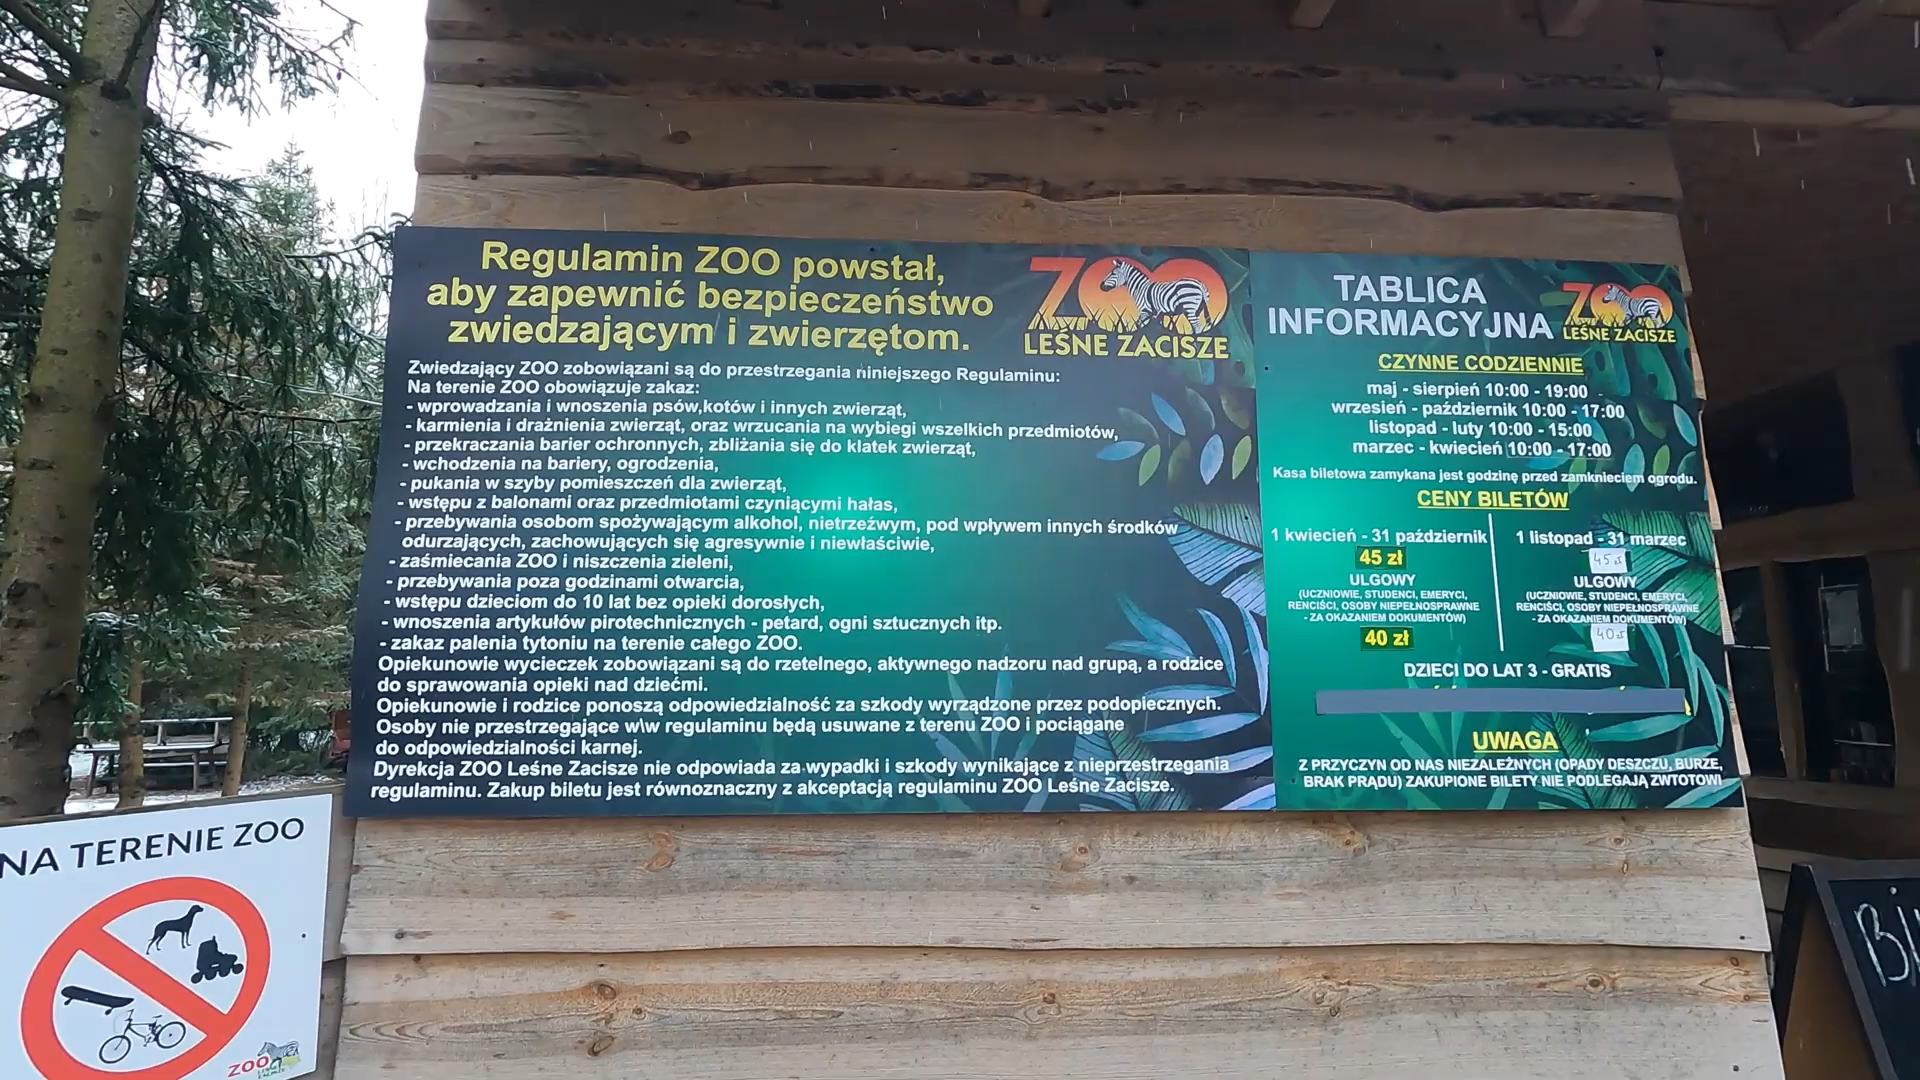 Regulamin ZOO powstał,
aby zapewnić bezpieczeństwo
zwiedzającym i zwierzętom.
ZOO
LEŚNE ZACISZE
Zwiedzający ZOO zobowiązani są do przestrzegania niniejszego Regulaminu:
Na terenie ZOO obowiązuje zakaz:
- wprowadzania i wnoszenia psów,kotów i innych zwierząt,
- karmienia i drażnienia zwierząt, oraz wrzucania na wybiegi wszelkich przedmiotów,
- przekraczania barier ochronnych, zbliżania się do klatek zwierząt,
- wchodzenia na bariery, ogrodzenia,
- pukania w szyby pomieszczeń dla zwierząt,
- wstępu z balonami oraz przedmiotami czyniącymi hałas,
- przebywania osobom spożywającym alkohol, nietrzeźwym, pod wpływem innych środków
odurzających, zachowujących się agresywnie i niewłaściwie,
- zaśmiecania ZOO i niszczenia zieleni,
- przebywania poza godzinami otwarcia,
- wstępu dzieciom do 10 lat bez opieki dorosłych,
- wnoszenia artykułów pirotechnicznych - petard, ogni sztucznych itp.
- zakaz palenia tytoniu na terenie całego ZOO.
Opiekunowie wycieczek zobowiązani są do rzetelnego, aktywnego nadzoru nad grupą, a rodzice
do sprawowania opieki nad dziećmi.
Opiekunowie i rodzice ponoszą odpowiedzialność za szkody wyrządzone przez podopiecznych.
Osoby nie przestrzegające w\w regulaminu będą usuwane z terenu ZOO i pociągane
do odpowiedzialności karnej.
Dyrekcja ZOO Leśne Zacisze nie odpowiada za wypadki i szkody wynikające z nieprzestrzegania
regulaminu. Zakup biletu jest równoznaczny z akceptacją regulaminu ZOO Leśne Zacisze.
TABLICA
INFORMACYJNA
ZOO
LEŚNE ZACISZE
CZYNNE CODZIENNIE
maj - sierpień 10:00 - 19:00
wrzesień - październik 10:00 - 17:00
listopad - luty 10:00 - 15:00
marzec - kwiecień 10:00 - 17:00
Kasa biletowa zamykana jest godzinę przed zamknieciem ogrodu.
CENY BILETÓW
1 kwiecień - 31 październik
45 zł
ULGOWY
(UCZNIOWIE, STUDENCI, EMERYCI,
RENCIŚCI, OSOBY NIEPEŁNOSPRAWNE
- ZA OKAZANIEM DOKUMENTÓW)
40 zł
1 listopad - 31 marzec
45 zł
ULGOWY
(UCZNIOWIE, STUDENCI, EMERYCI,
RENCIŚCI, OSOBY NIEPEŁNOSPRAWNE
- ZA OKAZANIEM DOKUMENTÓW)
40 zł
DZIECI DO LAT 3 - GRATIS
UWAGA
Z PRZYCZYN OD NAS NIEZALEŻNYCH (OPADY DESZCZU, BURZE,
BRAK PRĄDU) ZAKUPIONE BILETY NIE PODLEGAJĄ ZWTOTOWI
NA TERENIE ZOO
ZOO